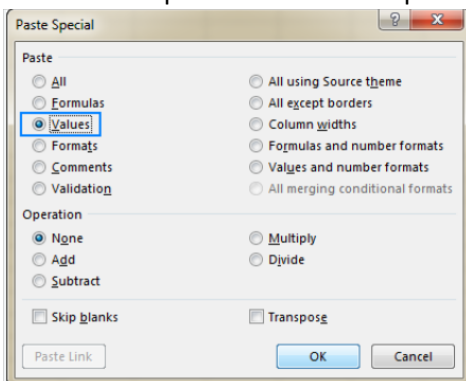 Paste Special
Paste
All
All using Source theme
Formulas
All except borders
Values
Column widths
Formats
Formulas and number formats
Comments
Values and number formats
Validation
All merging conditional formats
Operation
None
Multiply
Add
Divide
Subtract
Skip blanks
Transpose
Paste Link
OK
Cancel